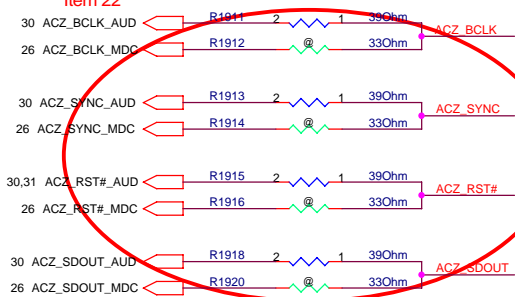 Item 22
30 ACZ_BCLK_AUD R1911 2 1 39Ohm ACZ_BCLK
26 ACZ_BCLK_MDC R1912 @ 33Ohm
30 ACZ_SYNC_AUD R1913 2 1 39Ohm ACZ_SYNC
26 ACZ_SYNC_MDC R1914 @ 33Ohm
30,31 ACZ_RST#_AUD R1915 2 1 39Ohm ACZ_RST#
26 ACZ_RST#_MDC R1916 @ 33Ohm
30 ACZ_SDOUT_AUD R1918 2 1 39Ohm ACZ_SDOUT
26 ACZ_SDOUT_MDC R1920 @ 33Ohm